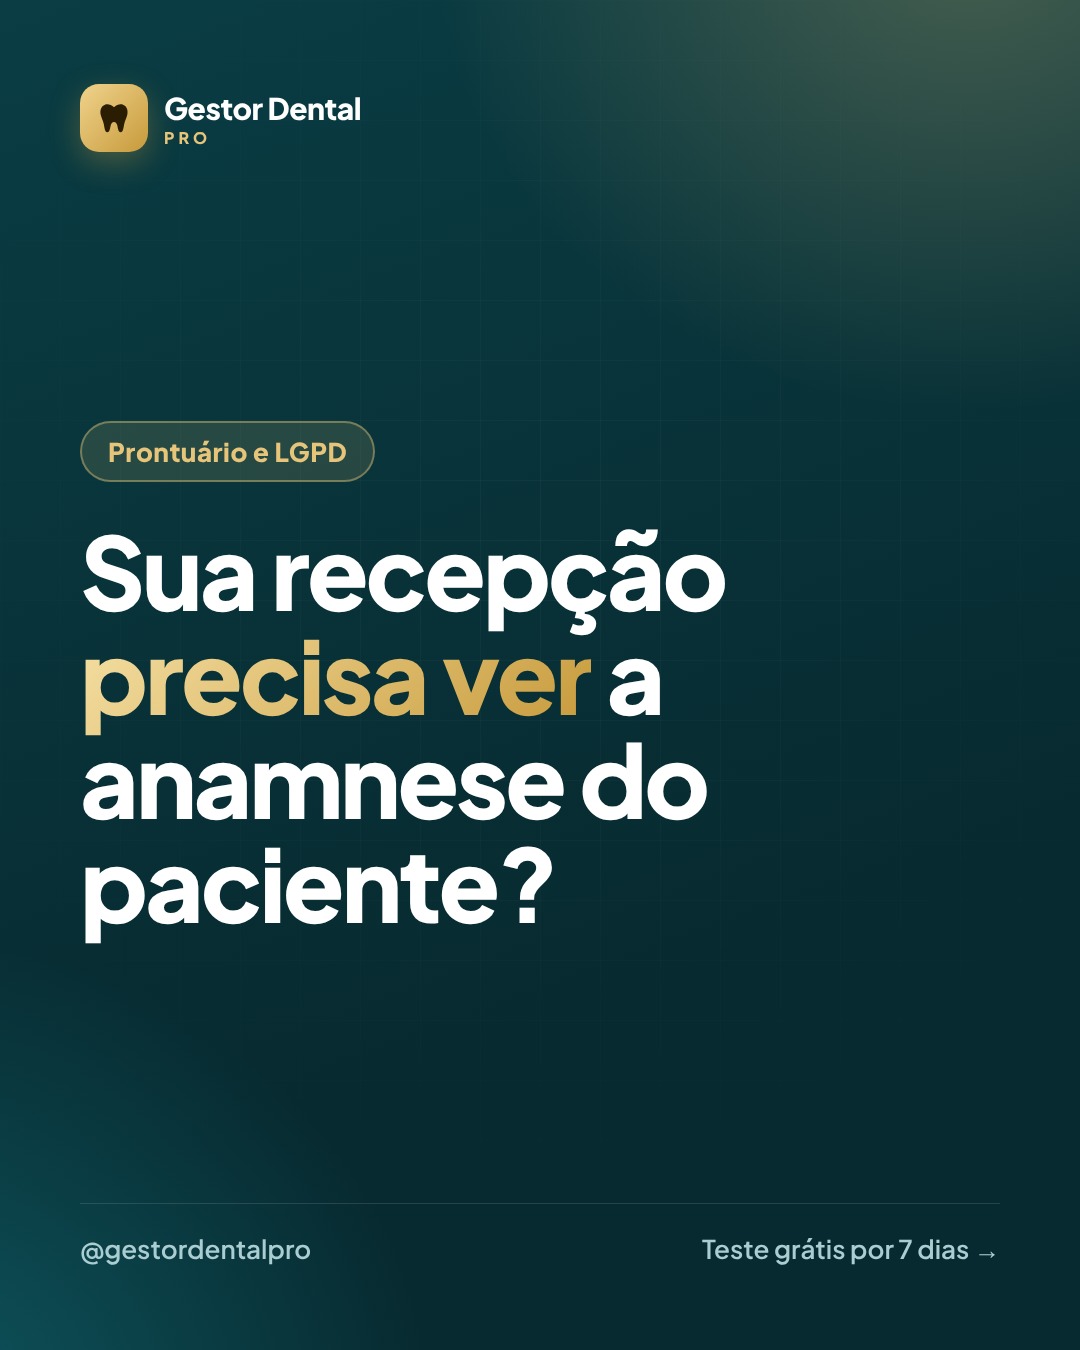 Gestor Dental
PRO
Prontuário e LGPD
Sua recepção
precisa ver a
anamnese do
paciente?
@gestordentalpro
Teste grátis por 7 dias →